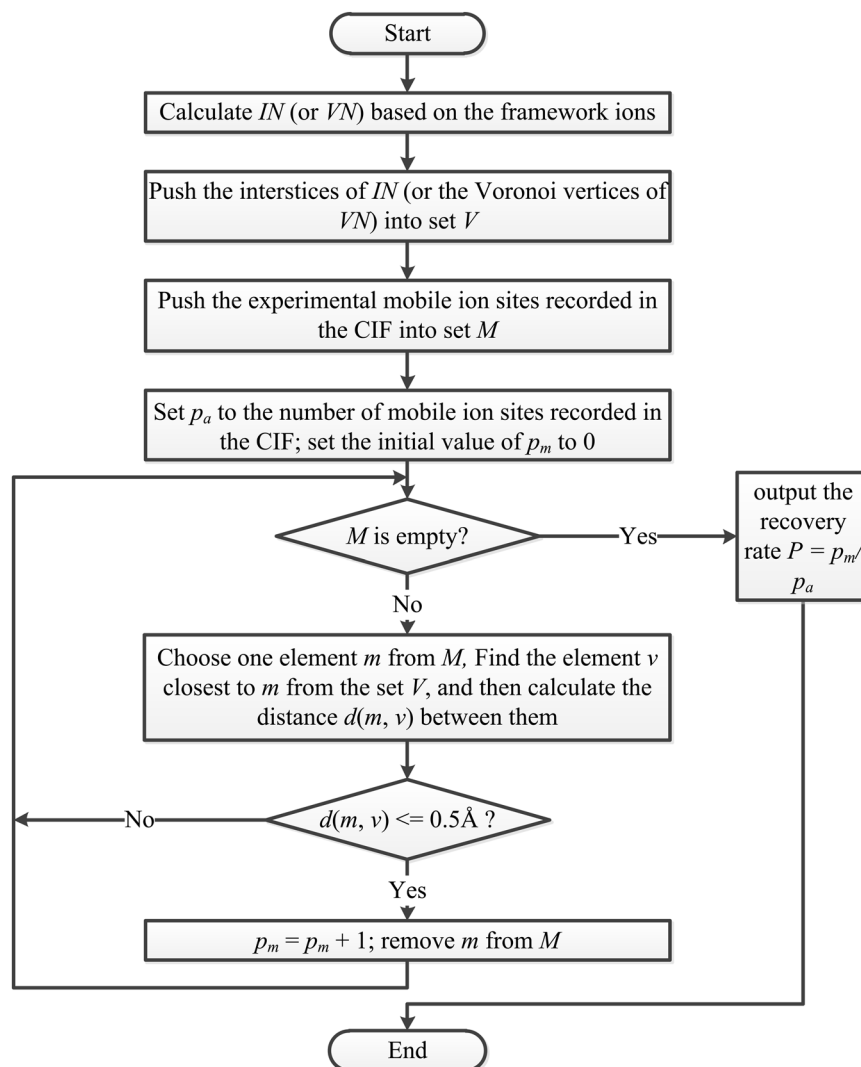 Start
Calculate IN (or VN) based on the framework ions
Push the interstices of IN (or the Voronoi vertices of
VN) into set V
Push the experimental mobile ion sites recorded in
the CIF into set M
Set pa to the number of mobile ion sites recorded in
the CIF; set the initial value of pm to 0
M is empty?
Yes
output the
recovery
rate P = pm/
pa
No
Choose one element m from M, Find the element v
closest to m from the set V, and then calculate the
distance d(m, v) between them
d(m, v) <= 0.5Å ?
No
Yes
pm = pm + 1; remove m from M
End